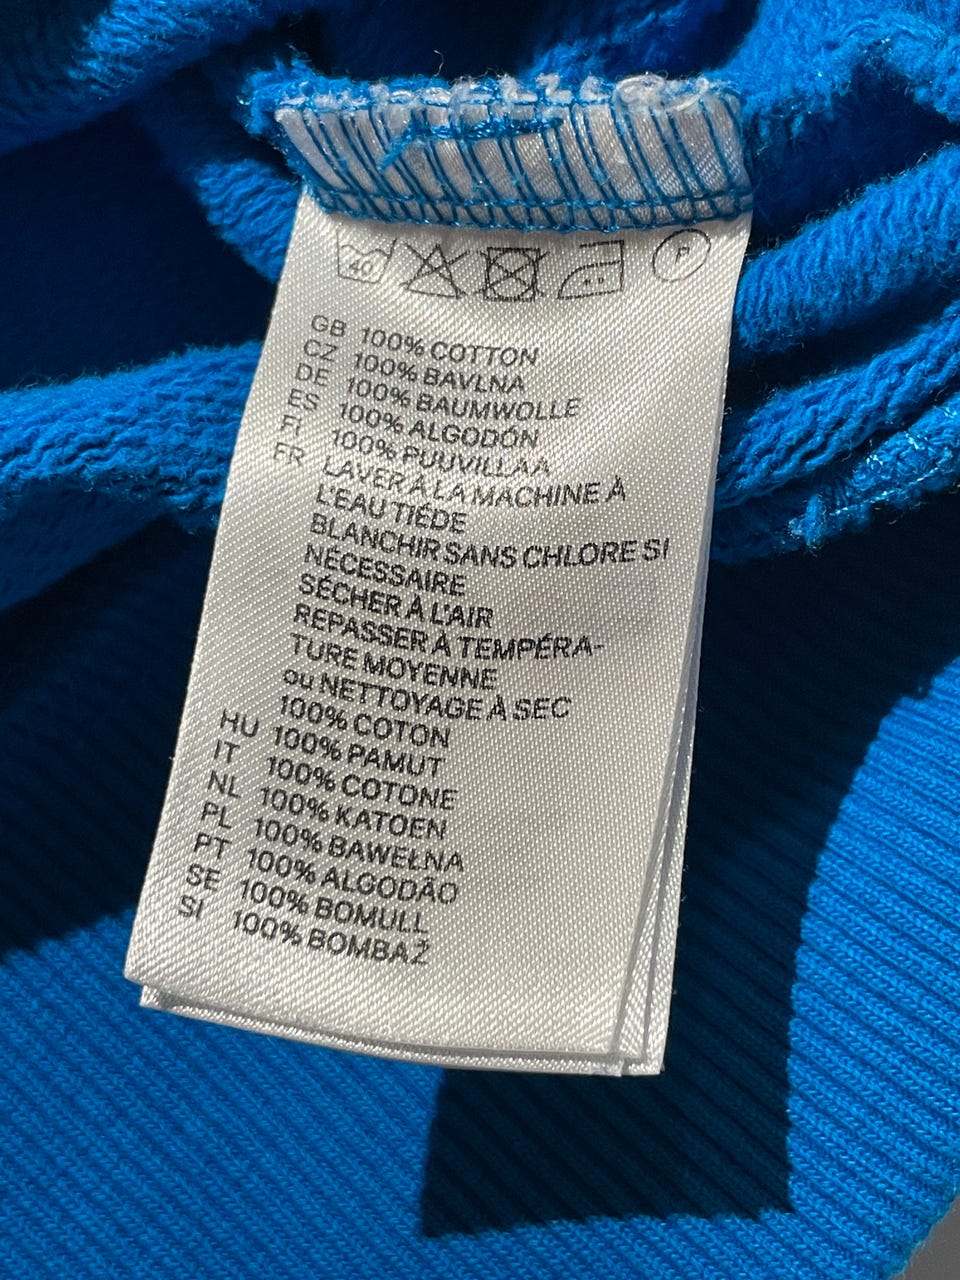 40 P
GB 100% COTTON
CZ 100% BAVLNA
DE 100% BAUMWOLLE
ES 100% ALGODÓN
FI 100% PUUVILLAA
FR LAVER À LA MACHINE À
L'EAU TIÉDE
BLANCHIR SANS CHLORE SI
NÉCESSAIRE
SÉCHER À L'AIR
REPASSER À TEMPÉRA-
TURE MOYENNE
ou NETTOYAGE À SEC
100% COTON
HU 100% PAMUT
IT 100% COTONE
NL 100% KATOEN
PL 100% BAWEŁNA
PT 100% ALGODÃO
SE 100% BOMULL
SI 100% BOMBAŽ